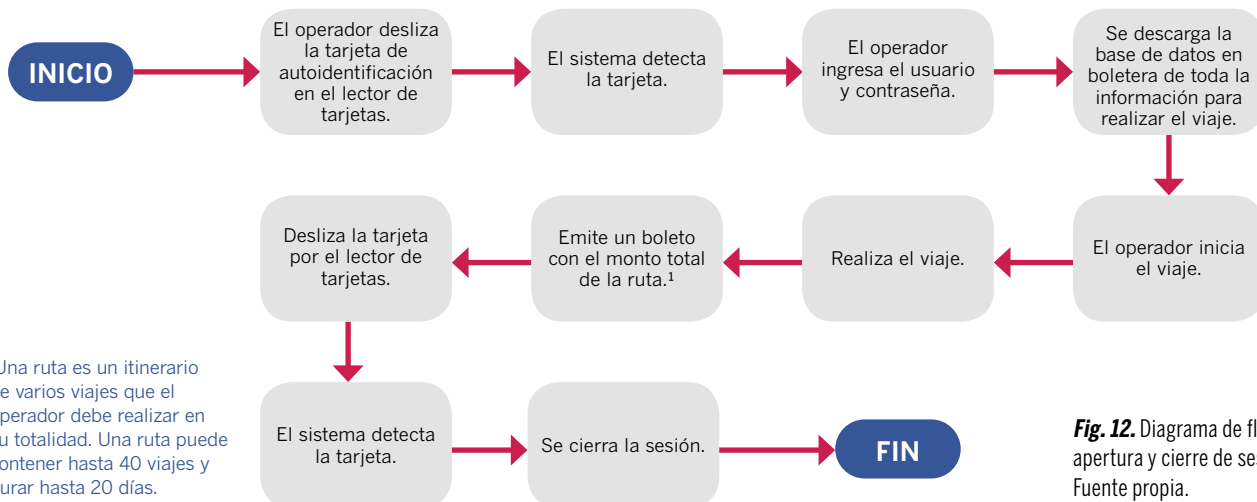 INICIO
El operador desliza
la tarjeta de
autoidentificación
en el lector de
tarjetas.
El sistema detecta
la tarjeta.
El operador
ingresa el usuario
y contraseña.
Se descarga la
base de datos en
boletera de toda la
información para
realizar el viaje.
El operador inicia
el viaje.
Realiza el viaje.
Emite un boleto
con el monto total
de la ruta.¹
Desliza la tarjeta
por el lector de
tarjetas.
El sistema detecta
la tarjeta.
Se cierra la sesión.
FIN
Una ruta es un itinerario
e varios viajes que el
perador debe realizar en
u totalidad. Una ruta puede
ontener hasta 40 viajes y
urar hasta 20 días.
Fig. 12. Diagrama de fl
apertura y cierre de se
Fuente propia.